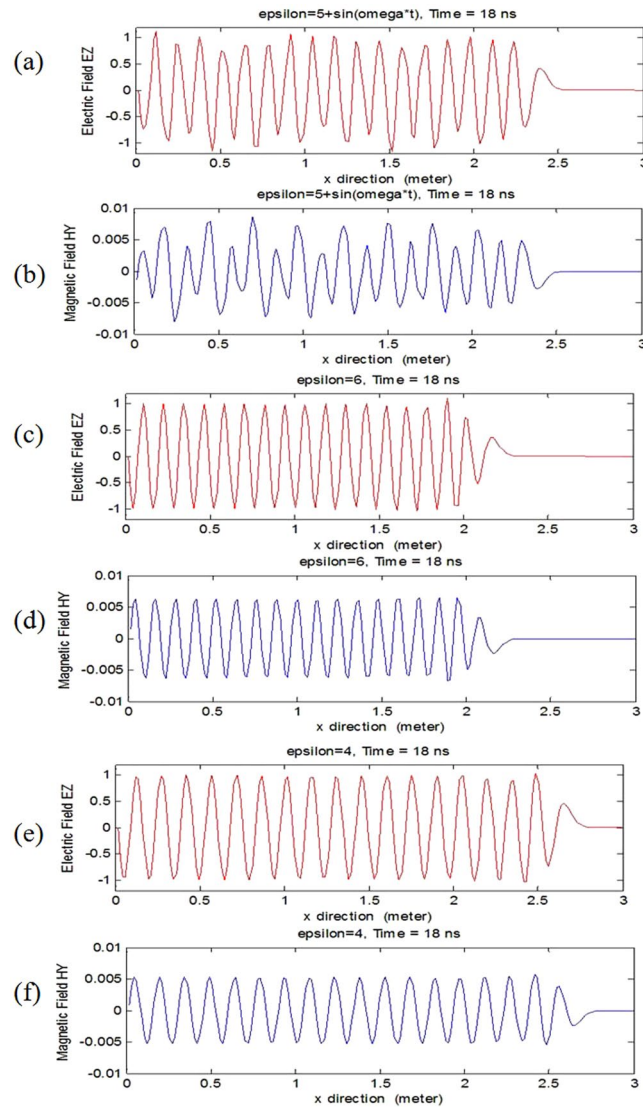 (a)
epsilon=5+sin(omega*t), Time = 18 ns
Electric Field EZ
1
0.5
0
-0.5
-1
0 0.5 1 1.5 2 2.5 3
x direction (meter)
(b)
epsilon=5+sin(omega*t), Time = 18 ns
Magnetic Field HY
0.01
0.005
0
-0.005
-0.01
0 0.5 1 1.5 2 2.5 3
x direction (meter)
(c)
epsilon=6, Time = 18 ns
Electric Field EZ
1
0.5
0
-0.5
-1
0 0.5 1 1.5 2 2.5 3
x direction (meter)
(d)
epsilon=6, Time = 18 ns
Magnetic Field HY
0.01
0.005
0
-0.005
-0.01
0 0.5 1 1.5 2 2.5 3
x direction (meter)
(e)
epsilon=4, Time = 18 ns
Electric Field EZ
1
0.5
0
-0.5
-1
0 0.5 1 1.5 2 2.5 3
x direction (meter)
(f)
epsilon=4, Time = 18 ns
Magnetic Field HY
0.01
0.005
0
-0.005
-0.01
0 0.5 1 1.5 2 2.5 3
x direction (meter)